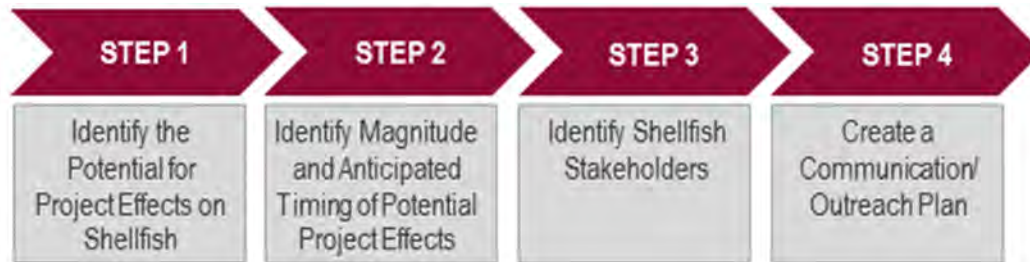 STEP 1
STEP 2
STEP 3
STEP 4
Identify the
Potential for
Project Effects on
Shellfish
Identify Magnitude
and Anticipated
Timing of Potential
Project Effects
Identify Shellfish
Stakeholders
Create a
Communication/
Outreach Plan